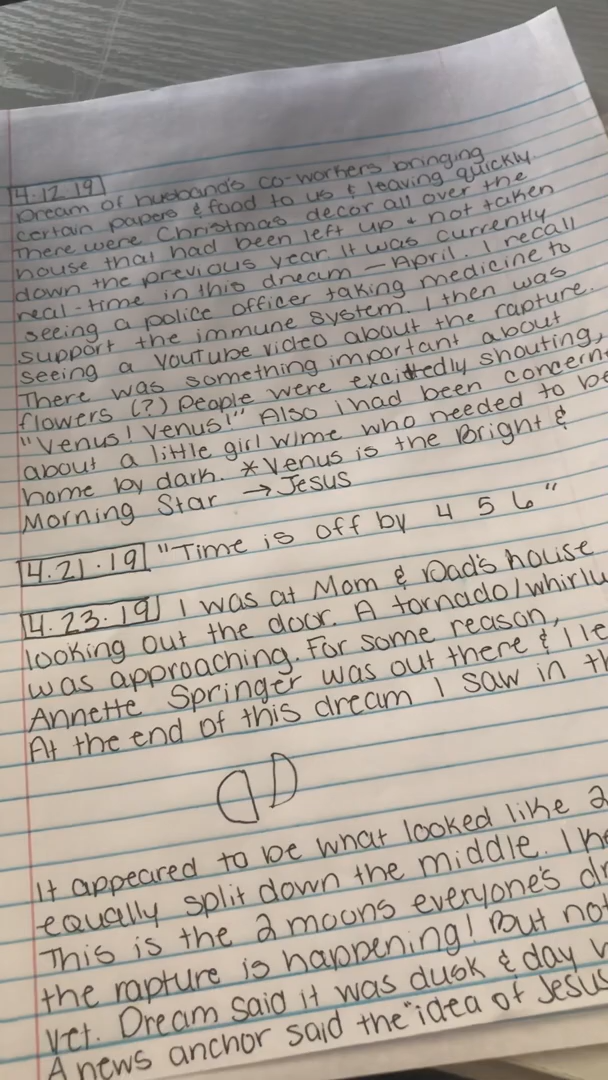 4.12.19
Dream of husband's co-workers bringing
certain papers & food to us & leaving quickly.
There were Christmas decor all over the
house that had been left up & not taken
down the previous year. It was currently
real-time in this dream — April. I recall
seeing a police officer taking medicine to
support the immune system. I then was
seeing a YouTube video about the rapture.
There was something important about
flowers (?) People were excitedly shouting,
"Venus! Venus!" Also I had been concern
about a little girl w/me who needed to be
home by dark. *Venus is the Bright &
Morning Star → Jesus
4.21.19 "Time is off by 4 5 6"
4.23.19 I was at Mom & Dad's house
looking out the door. A tornado/whirlw
was approaching. For some reason,
Annette Springer was out there & I le
At the end of this dream I saw in th
It appeared to be what looked like 2
equally split down the middle. I
This is the 2 moons everyone's dr
the rapture is happening! But not
yet. Dream said it was dusk & day
A news anchor said the "idea of Jesus